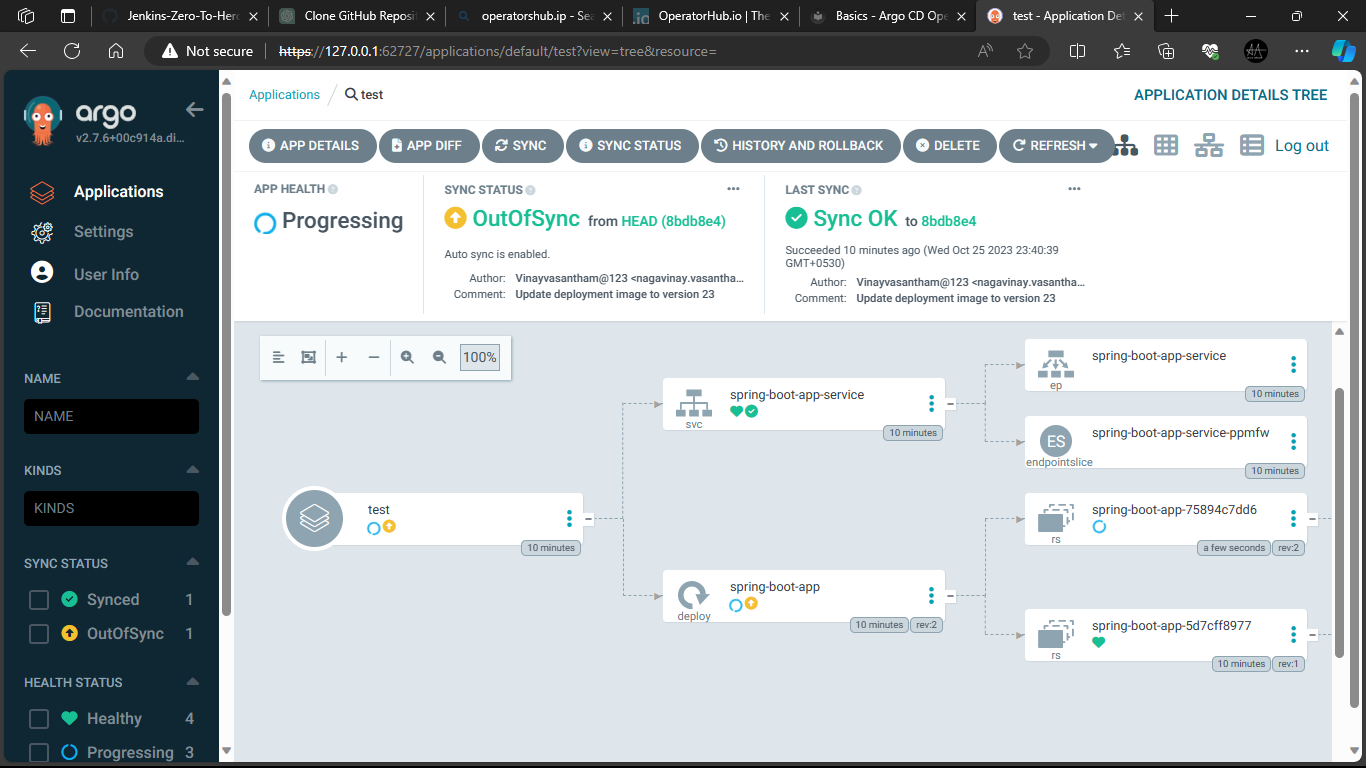 Jenkins-Zero-To-Hero
Clone GitHub Reposit
operatorshub.ip - Sea
OperatorHub.io | The
Basics - Argo CD Ope
test - Application Det
Not secure
https://127.0.0.1:62727/applications/default/test?view=tree&resource=
argo
v2.7.6+00c914a.di...
Applications
Settings
User Info
Documentation
NAME
NAME
KINDS
KINDS
SYNC STATUS
Synced 1
OutOfSync 1
HEALTH STATUS
Healthy 4
Progressing 3
Applications / test
APPLICATION DETAILS TREE
APP DETAILS
APP DIFF
SYNC
SYNC STATUS
HISTORY AND ROLLBACK
DELETE
REFRESH
Log out
APP HEALTH
Progressing
SYNC STATUS
OutOfSync from HEAD (8bdb8e4)
Auto sync is enabled.
Author: Vinayvasantham@123 <nagavinay.vasantha...
Comment: Update deployment image to version 23
LAST SYNC
Sync OK to 8bdb8e4
Succeeded 10 minutes ago (Wed Oct 25 2023 23:40:39
GMT+0530)
Author: Vinayvasantham@123 <nagavinay.vasantha...
Comment: Update deployment image to version 23
100%
test
10 minutes
spring-boot-app-service
svc
10 minutes
spring-boot-app
deploy
10 minutes rev:2
spring-boot-app-service
ep
10 minutes
ES
spring-boot-app-service-ppmfw
endpointslice
10 minutes
spring-boot-app-75894c7dd6
rs
a few seconds rev:2
spring-boot-app-5d7cff8977
rs
10 minutes rev:1